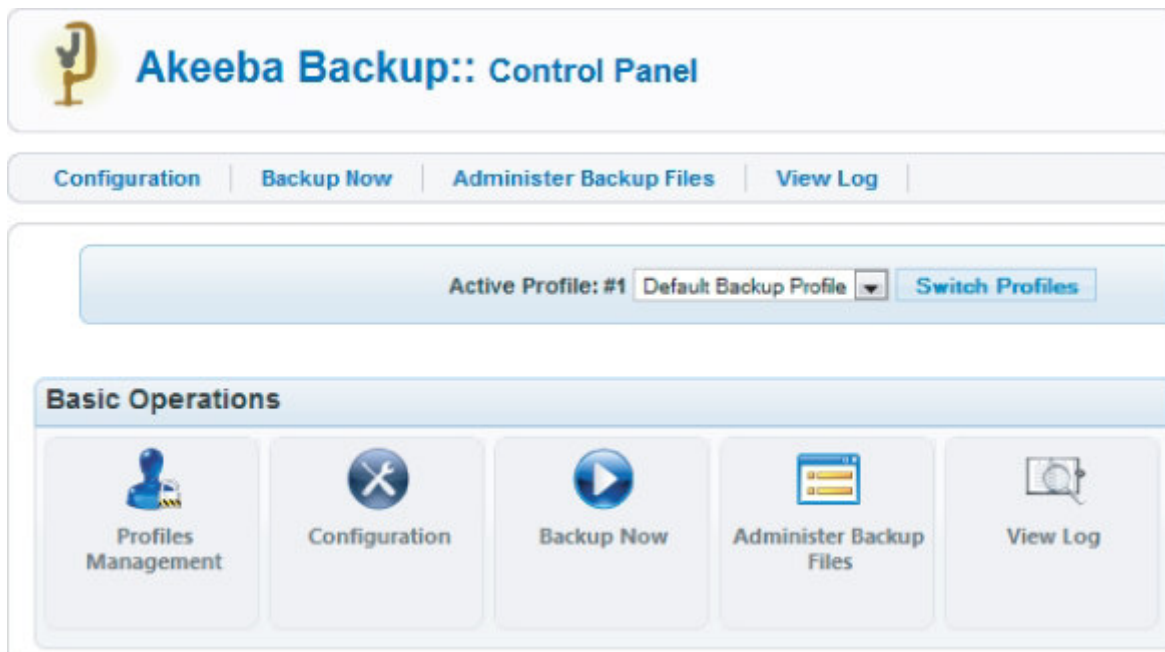 Akeeba Backup:: Control Panel
Configuration Backup Now Administer Backup Files View Log
Active Profile: #1 Default Backup Profile Switch Profiles
Basic Operations
Profiles Management
Configuration
Backup Now
Administer Backup Files
View Log